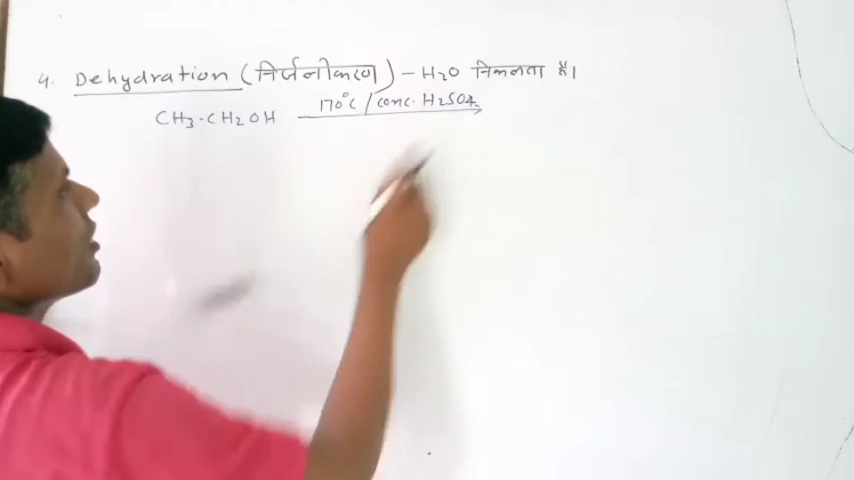 4. Dehydration (निर्जलीकरण) - H2O निकलता है।
170°C / conc. H2SO4
CH3-CH2OH ⟶